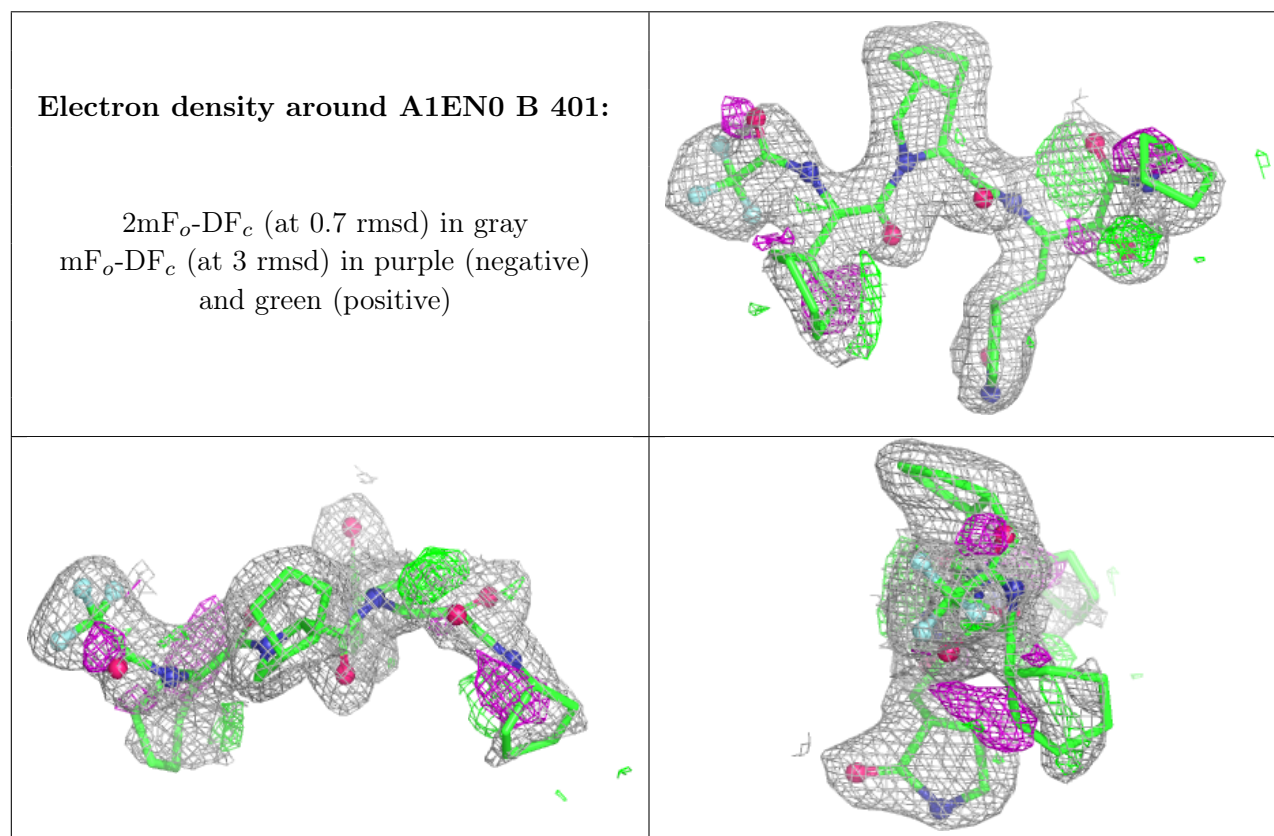 Electron density around A1EN0 B 401:
2mFₒ-DF𝒸 (at 0.7 rmsd) in gray
mFₒ-DF𝒸 (at 3 rmsd) in purple (negative)
and green (positive)